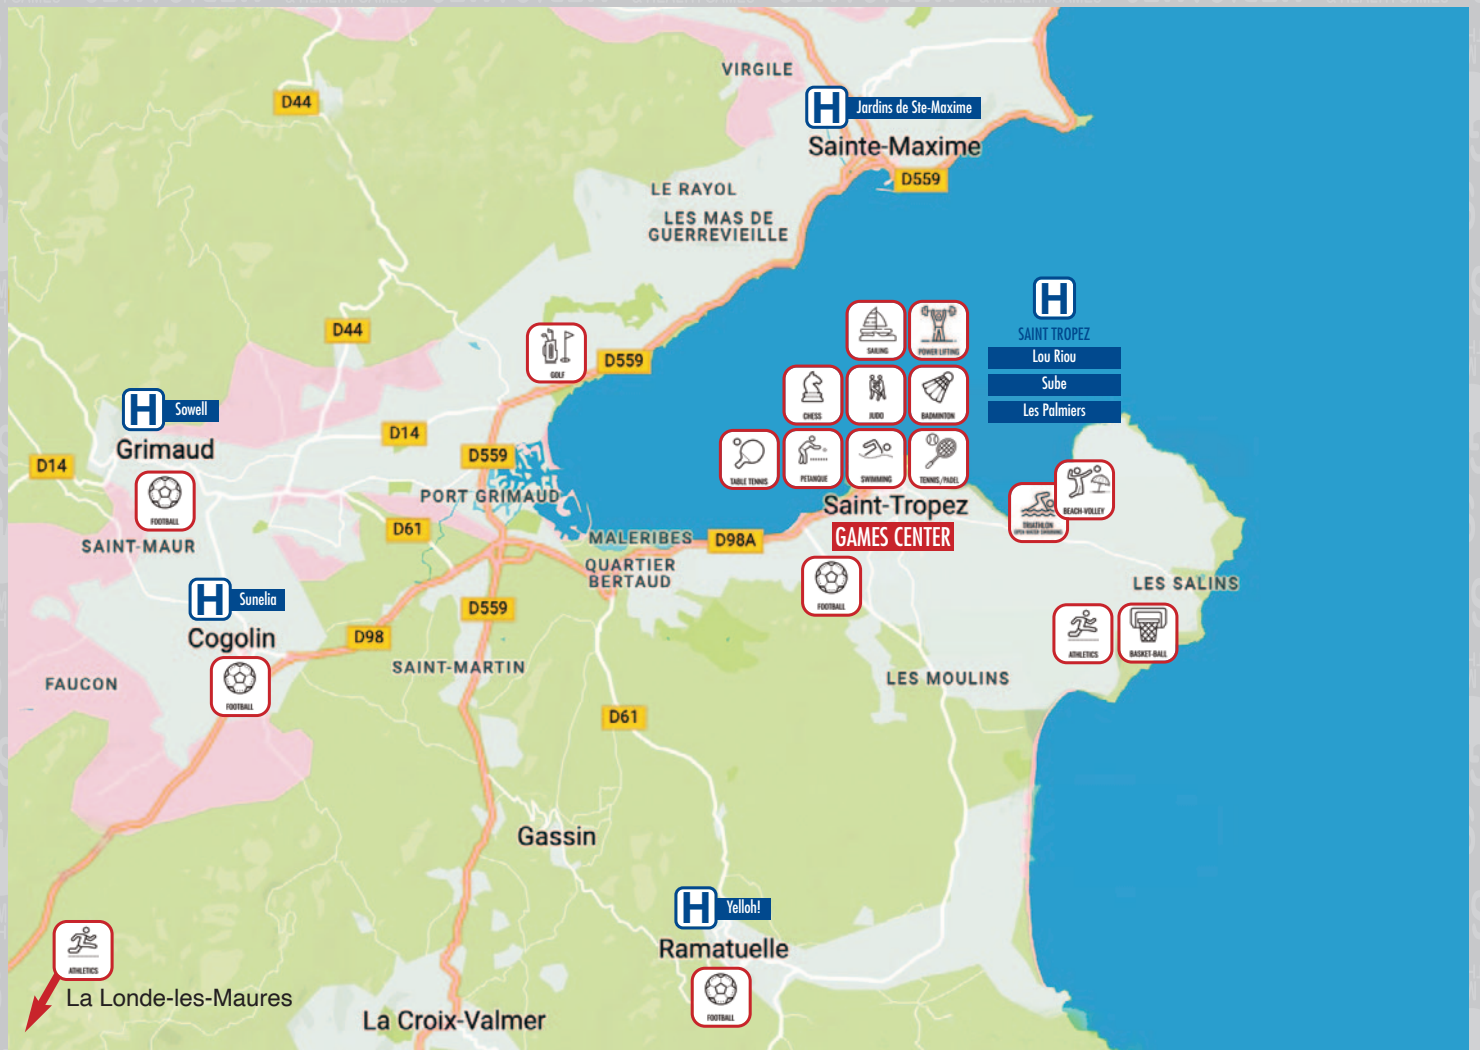 VIRGILE
D44
Jardins de Ste-Maxime
Sainte-Maxime
D559
LE RAYOL
LES MAS DE
GUERREVIEILLE
H
H
SAINT TROPEZ
Lou Riou
Sube
Les Palmiers
SAILING
POWER LIFTING
D44
D559
GOLF
CHESS
JUDO
BADMINTON
H
Sowell
Grimaud
D14
D14
D559
TABLE TENNIS
PETANQUE
SWIMMING
TENNIS/PADEL
FOOTBALL
PORT GRIMAUD
Saint-Tropez
GAMES CENTER
BEACH-VOLLEY
TRIATHLON
OPEN WATER SWIMMING
SAINT-MAUR
D61
MALERIBES
D98A
QUARTIER
BERTAUD
FOOTBALL
LES SALINS
H
Sunelia
Cogolin
D559
D98
ATHLETICS
BASKET-BALL
SAINT-MARTIN
LES MOULINS
FAUCON
FOOTBALL
D61
Gassin
H
Yelloh!
Ramatuelle
FOOTBALL
ATHLETICS
La Londe-les-Maures
La Croix-Valmer